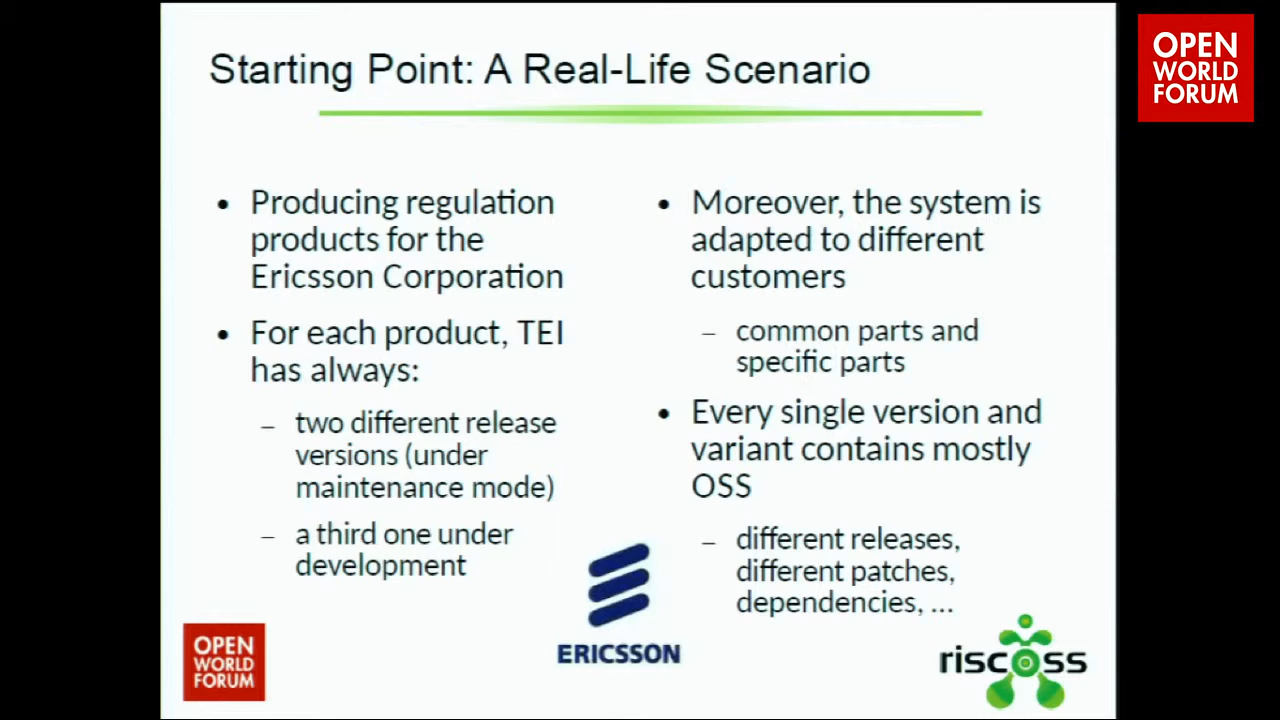 Starting Point: A Real-Life Scenario
OPEN
WORLD
FORUM
• Producing regulation
products for the
Ericsson Corporation
• For each product, TEI
has always:
– two different release
versions (under
maintenance mode)
– a third one under
development
• Moreover, the system is
adapted to different
customers
– common parts and
specific parts
• Every single version and
variant contains mostly
OSS
– different releases,
different patches,
dependencies, ...
OPEN
WORLD
FORUM
ERICSSON
riscoss